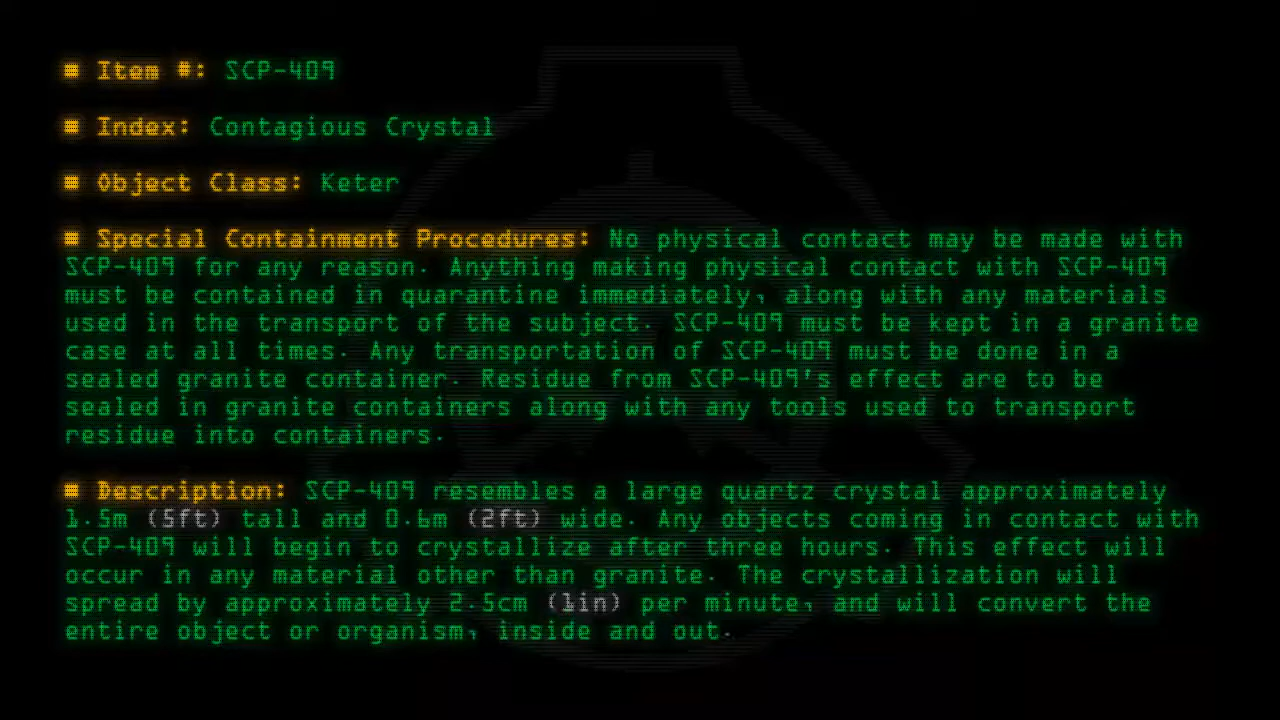 ■ Item #: SCP-409
■ Index: Contagious Crystal
■ Object Class: Keter
■ Special Containment Procedures: No physical contact may be made with
SCP-409 for any reason. Anything making physical contact with SCP-409
must be contained in quarantine immediately, along with any materials
used in the transport of the subject. SCP-409 must be kept in a granite
case at all times. Any transportation of SCP-409 must be done in a
sealed granite container. Residue from SCP-409's effect are to be
sealed in granite containers along with any tools used to transport
residue into containers.
■ Description: SCP-409 resembles a large quartz crystal approximately
1.5m (5ft) tall and 0.6m (2ft) wide. Any objects coming in contact with
SCP-409 will begin to crystallize after three hours. This effect will
occur in any material other than granite. The crystallization will
spread by approximately 2.5cm (1in) per minute, and will convert the
entire object or organism, inside and out.